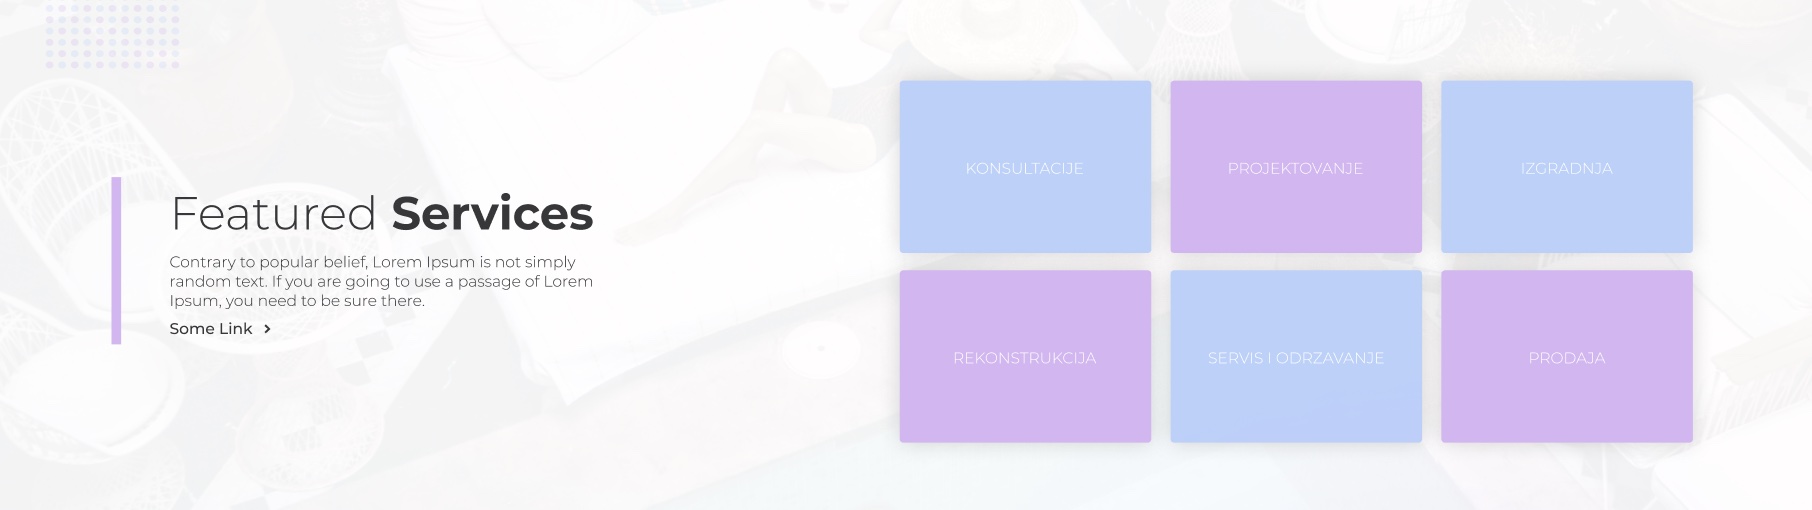 Featured Services
Contrary to popular belief, Lorem Ipsum is not simply
random text. If you are going to use a passage of Lorem
Ipsum, you need to be sure there.
Some Link
KONSULTACIJE
PROJEKTOVANJE
IZGRADNJA
REKONSTRUKCIJA
SERVIS I ODRZAVANJE
PRODAJA